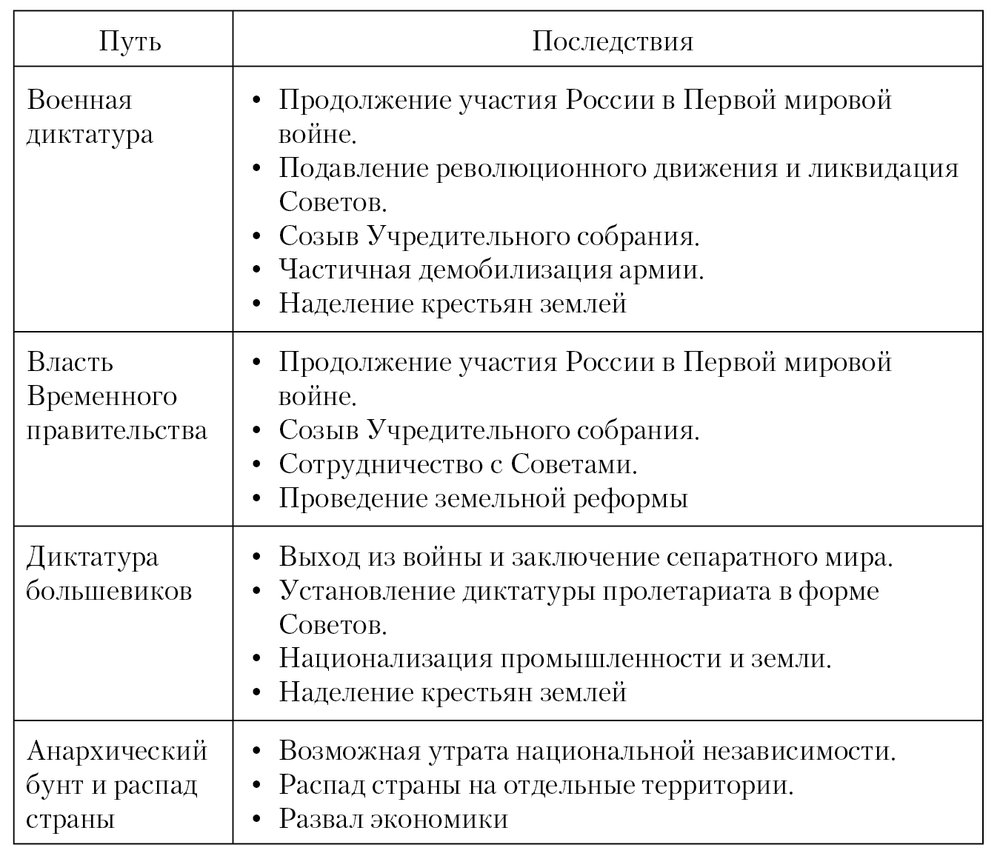 Путь
Последствия
Военная
диктатура
• Продолжение участия России в Первой мировой
войне.
• Подавление революционного движения и ликвидация
Советов.
• Созыв Учредительного собрания.
• Частичная демобилизация армии.
• Наделение крестьян землей
Власть
Временного
правительства
• Продолжение участия России в Первой мировой
войне.
• Созыв Учредительного собрания.
• Сотрудничество с Советами.
• Проведение земельной реформы
Диктатура
большевиков
• Выход из войны и заключение сепаратного мира.
• Установление диктатуры пролетариата в форме
Советов.
• Национализация промышленности и земли.
• Наделение крестьян землей
Анархический
бунт и распад
страны
• Возможная утрата национальной независимости.
• Распад страны на отдельные территории.
• Развал экономики